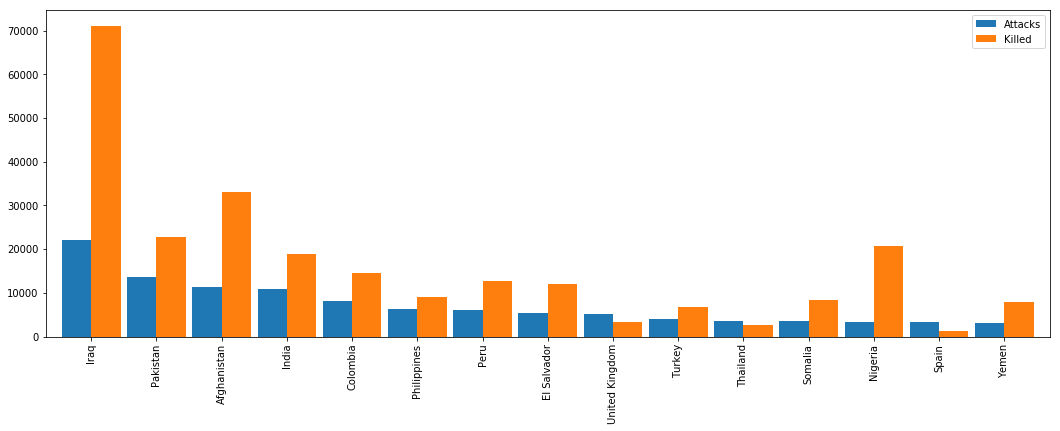 70000
60000
50000
40000
30000
20000
10000
0
Attacks
Killed
Iraq
Pakistan
Afghanistan
India
Colombia
Philippines
Peru
El Salvador
United Kingdom
Turkey
Thailand
Somalia
Nigeria
Spain
Yemen